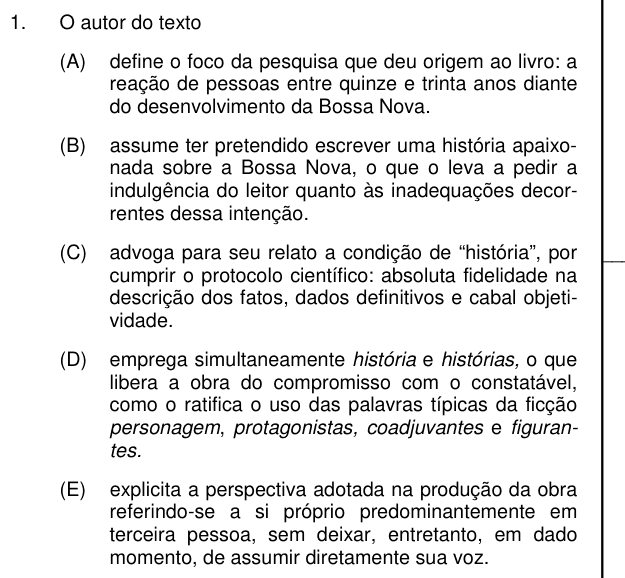 1. O autor do texto
(A) define o foco da pesquisa que deu origem ao livro: a
reação de pessoas entre quinze e trinta anos diante
do desenvolvimento da Bossa Nova.
(B) assume ter pretendido escrever uma história apaixo-
nada sobre a Bossa Nova, o que o leva a pedir a
indulgência do leitor quanto às inadequações decor-
rentes dessa intenção.
(C) advoga para seu relato a condição de “história”, por
cumprir o protocolo científico: absoluta fidelidade na
descrição dos fatos, dados definitivos e cabal objeti-
vidade.
(D) emprega simultaneamente história e histórias, o que
libera a obra do compromisso com o constatável,
como o ratifica o uso das palavras típicas da ficção
personagem, protagonistas, coadjuvantes e figuran-
tes.
(E) explicita a perspectiva adotada na produção da obra
referindo-se a si próprio predominantemente em
terceira pessoa, sem deixar, entretanto, em dado
momento, de assumir diretamente sua voz.